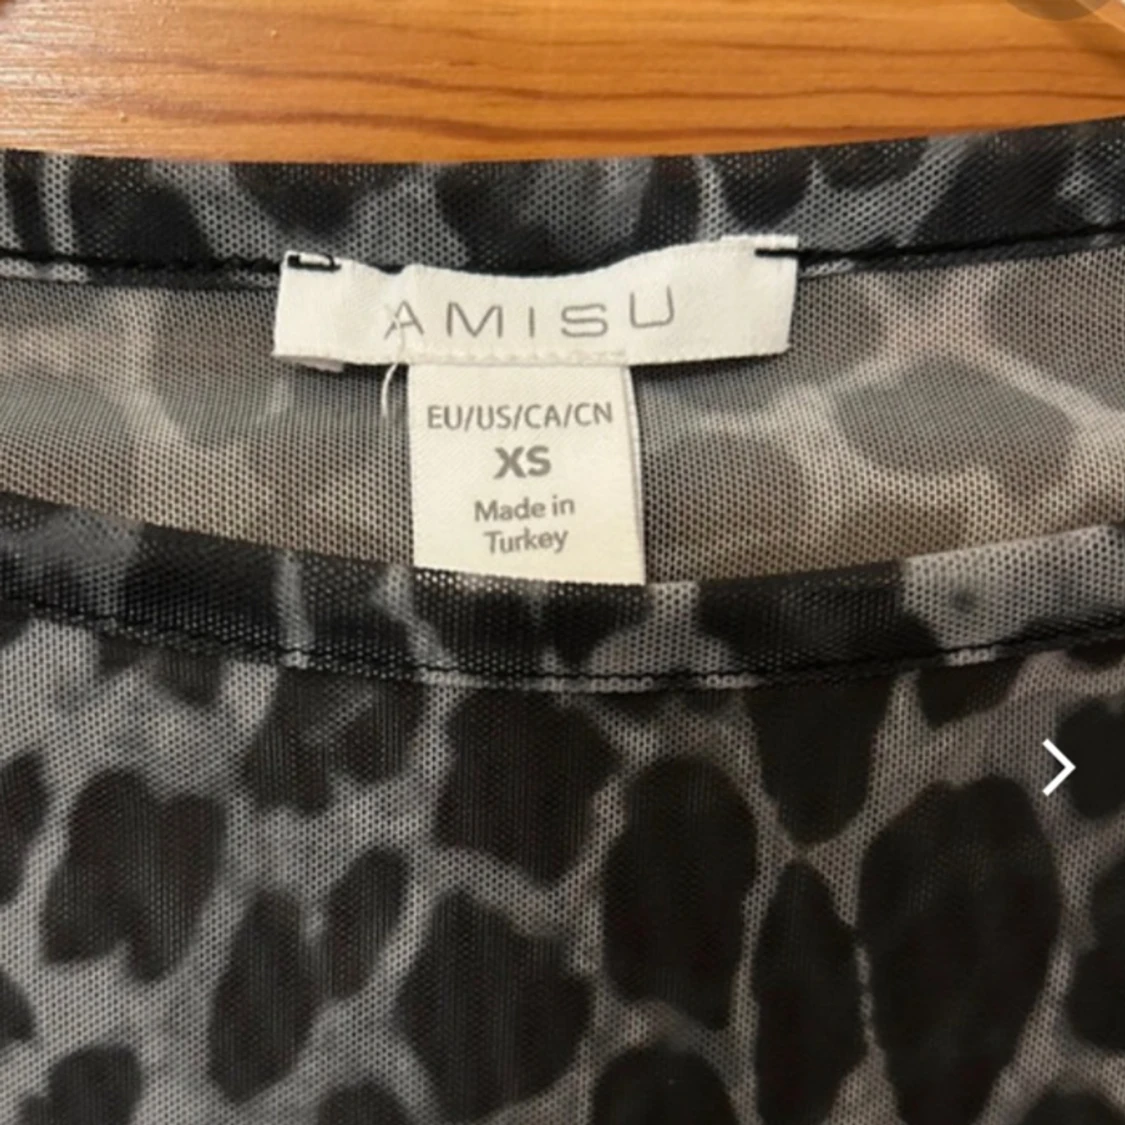 AMISU
EU/US/CA/CN
XS
Made in
Turkey